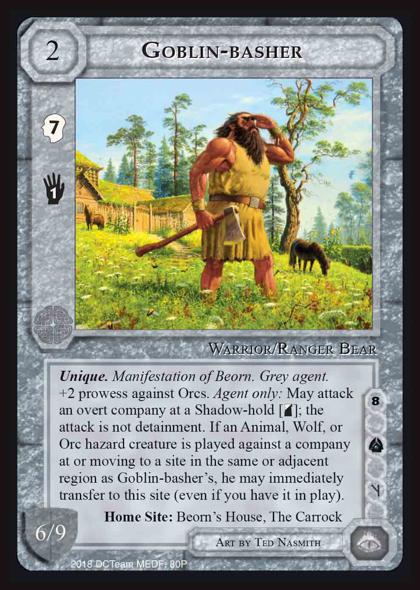 2
Goblin-basher
7
1
Warrior/Ranger Bear
Unique. Manifestation of Beorn. Grey agent.
+2 prowess against Orcs. Agent only: May attack
an overt company at a Shadow-hold []; the
attack is not detainment. If an Animal, Wolf, or
Orc hazard creature is played against a company
at or moving to a site in the same or adjacent
region as Goblin-basher's, he may immediately
transfer to this site (even if you have it in play).
Home Site: Beorn's House, The Carrock
8
6/9
Art by Ted Nasmith
2018 DCTeam MEDF: 80P